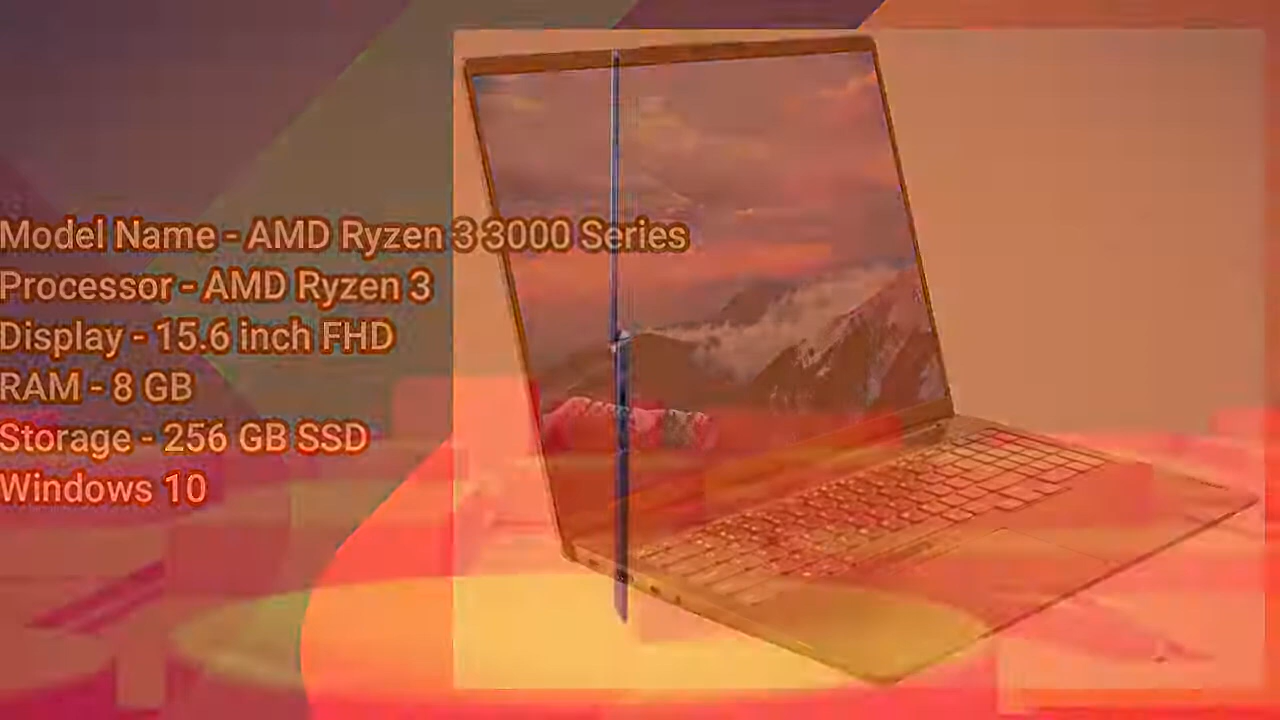 Model Name - AMD Ryzen 3 3000 Series
Processor - AMD Ryzen 3
Display - 15.6 inch FHD
RAM - 8 GB
Storage - 256 GB SSD
Windows 10